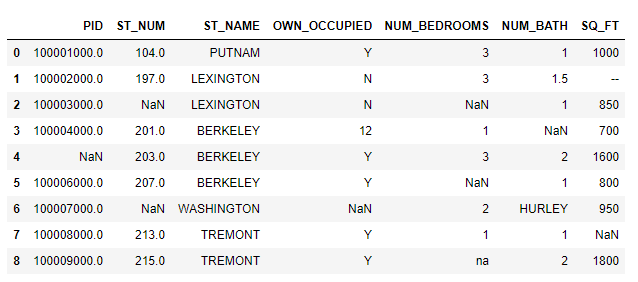 PID ST_NUM ST_NAME OWN_OCCUPIED NUM_BEDROOMS NUM_BATH SQ_FT
0 100001000.0 104.0 PUTNAM Y 3 1 1000
1 100002000.0 197.0 LEXINGTON N 3 1.5 --
2 100003000.0 NaN LEXINGTON N NaN 1 850
3 100004000.0 201.0 BERKELEY 12 1 NaN 700
4 NaN 203.0 BERKELEY Y 3 2 1600
5 100006000.0 207.0 BERKELEY Y NaN 1 800
6 100007000.0 NaN WASHINGTON NaN 2 HURLEY 950
7 100008000.0 213.0 TREMONT Y 1 1 NaN
8 100009000.0 215.0 TREMONT Y na 2 1800